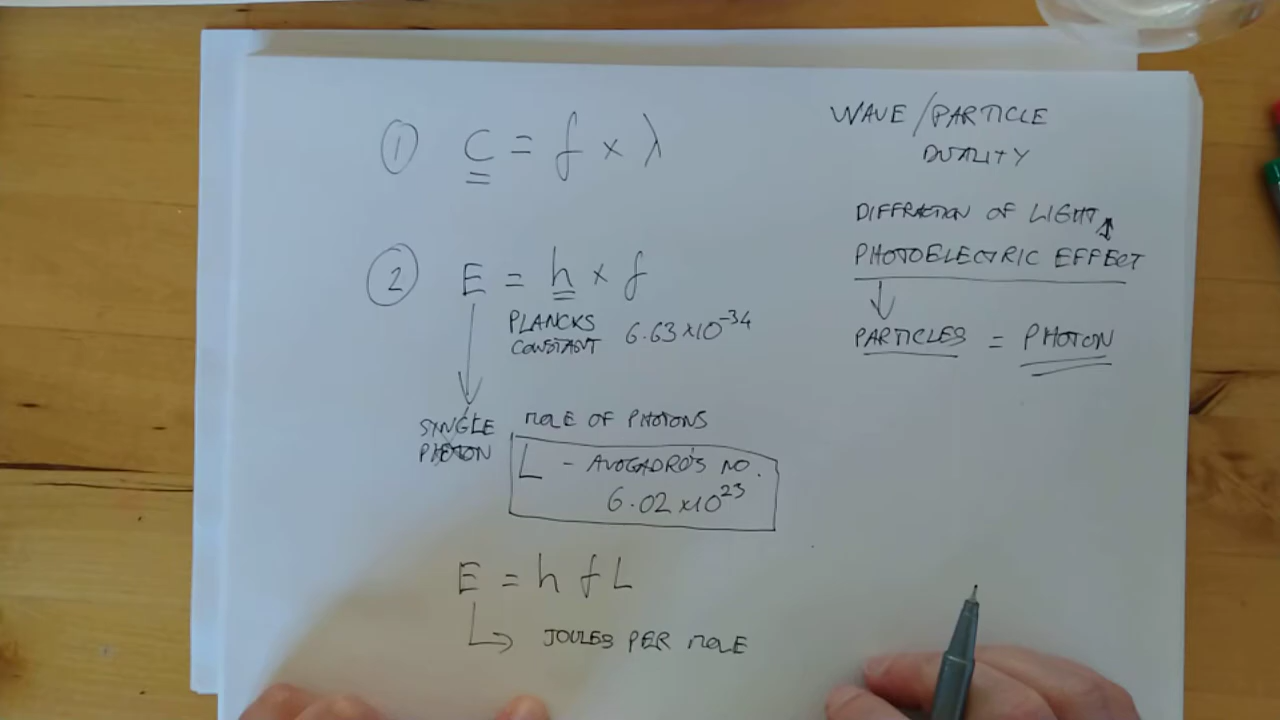 ① C = f × λ
② E = h × f
PLANCKS
CONSTANT 6.63×10⁻³⁴
SINGLE
PHOTON
MOLE OF PHOTONS
L - AVOGADRO'S NO.
6.02×10²³
E = h f L
JOULES PER MOLE
WAVE/PARTICLE
DUALITY
DIFFRACTION OF LIGHT
PHOTOELECTRIC EFFECT
PARTICLES = PHOTON